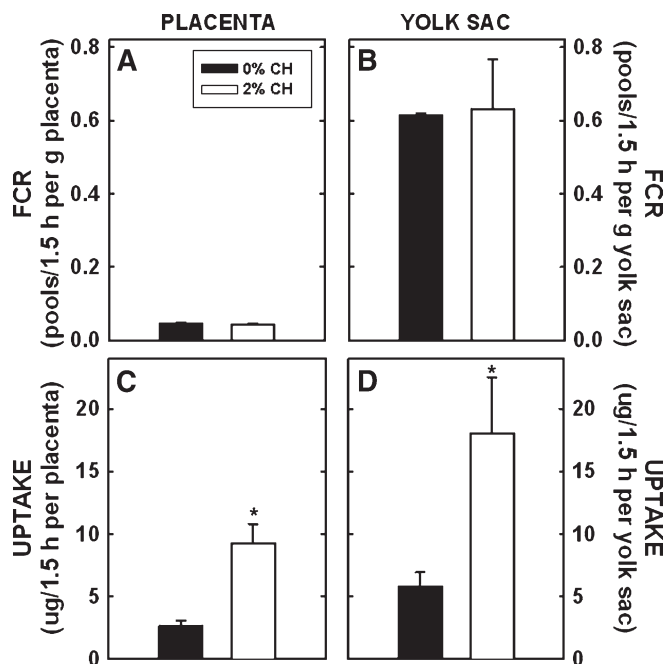 PLACENTA
YOLK SAC
A
0% CH
2% CH
0.8
0.6
0.4
0.2
0.0
FCR
(pools/1.5 h per g placenta)
B
0.8
0.6
0.4
0.2
0.0
FCR
(pools/1.5 h per g yolk sac)
C
*
20
15
10
5
0
UPTAKE
(ug/1.5 h per placenta)
D
*
20
15
10
5
0
UPTAKE
(ug/1.5 h per yolk sac)